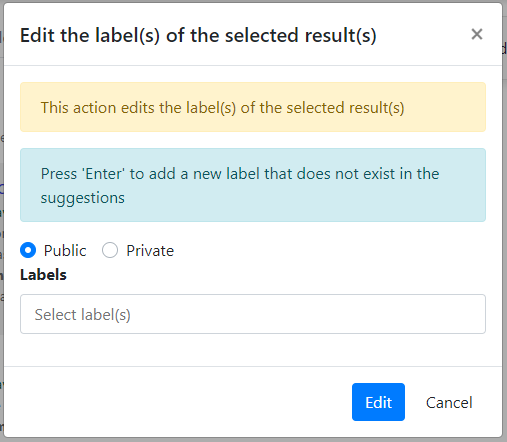 Edit the label(s) of the selected result(s) ×
This action edits the label(s) of the selected result(s)
Press 'Enter' to add a new label that does not exist in the
suggestions
Public Private
Labels
Select label(s)
Edit Cancel